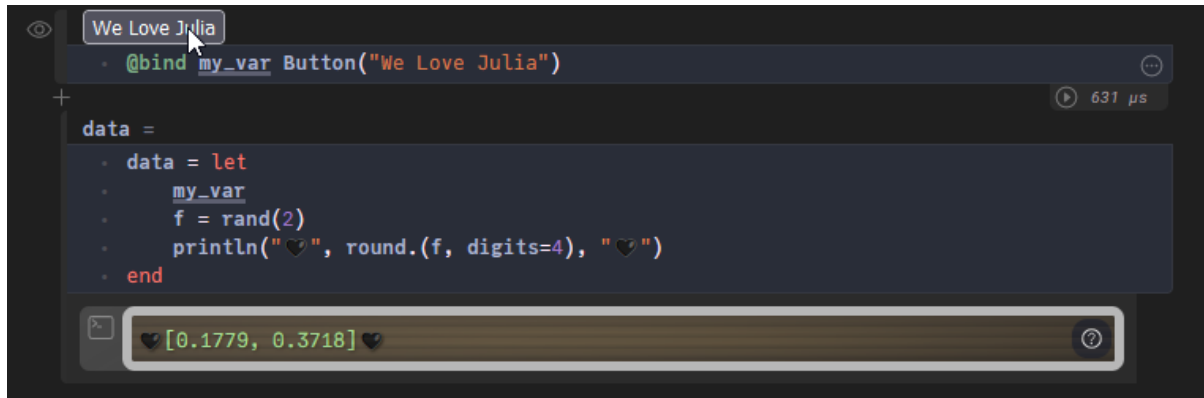 We Love Julia
@bind my_var Button("We Love Julia")
631 μs
data =
data = let
my_var
f = rand(2)
println("🖤", round.(f, digits=4), "🖤")
end
🖤[0.1779, 0.3718]🖤